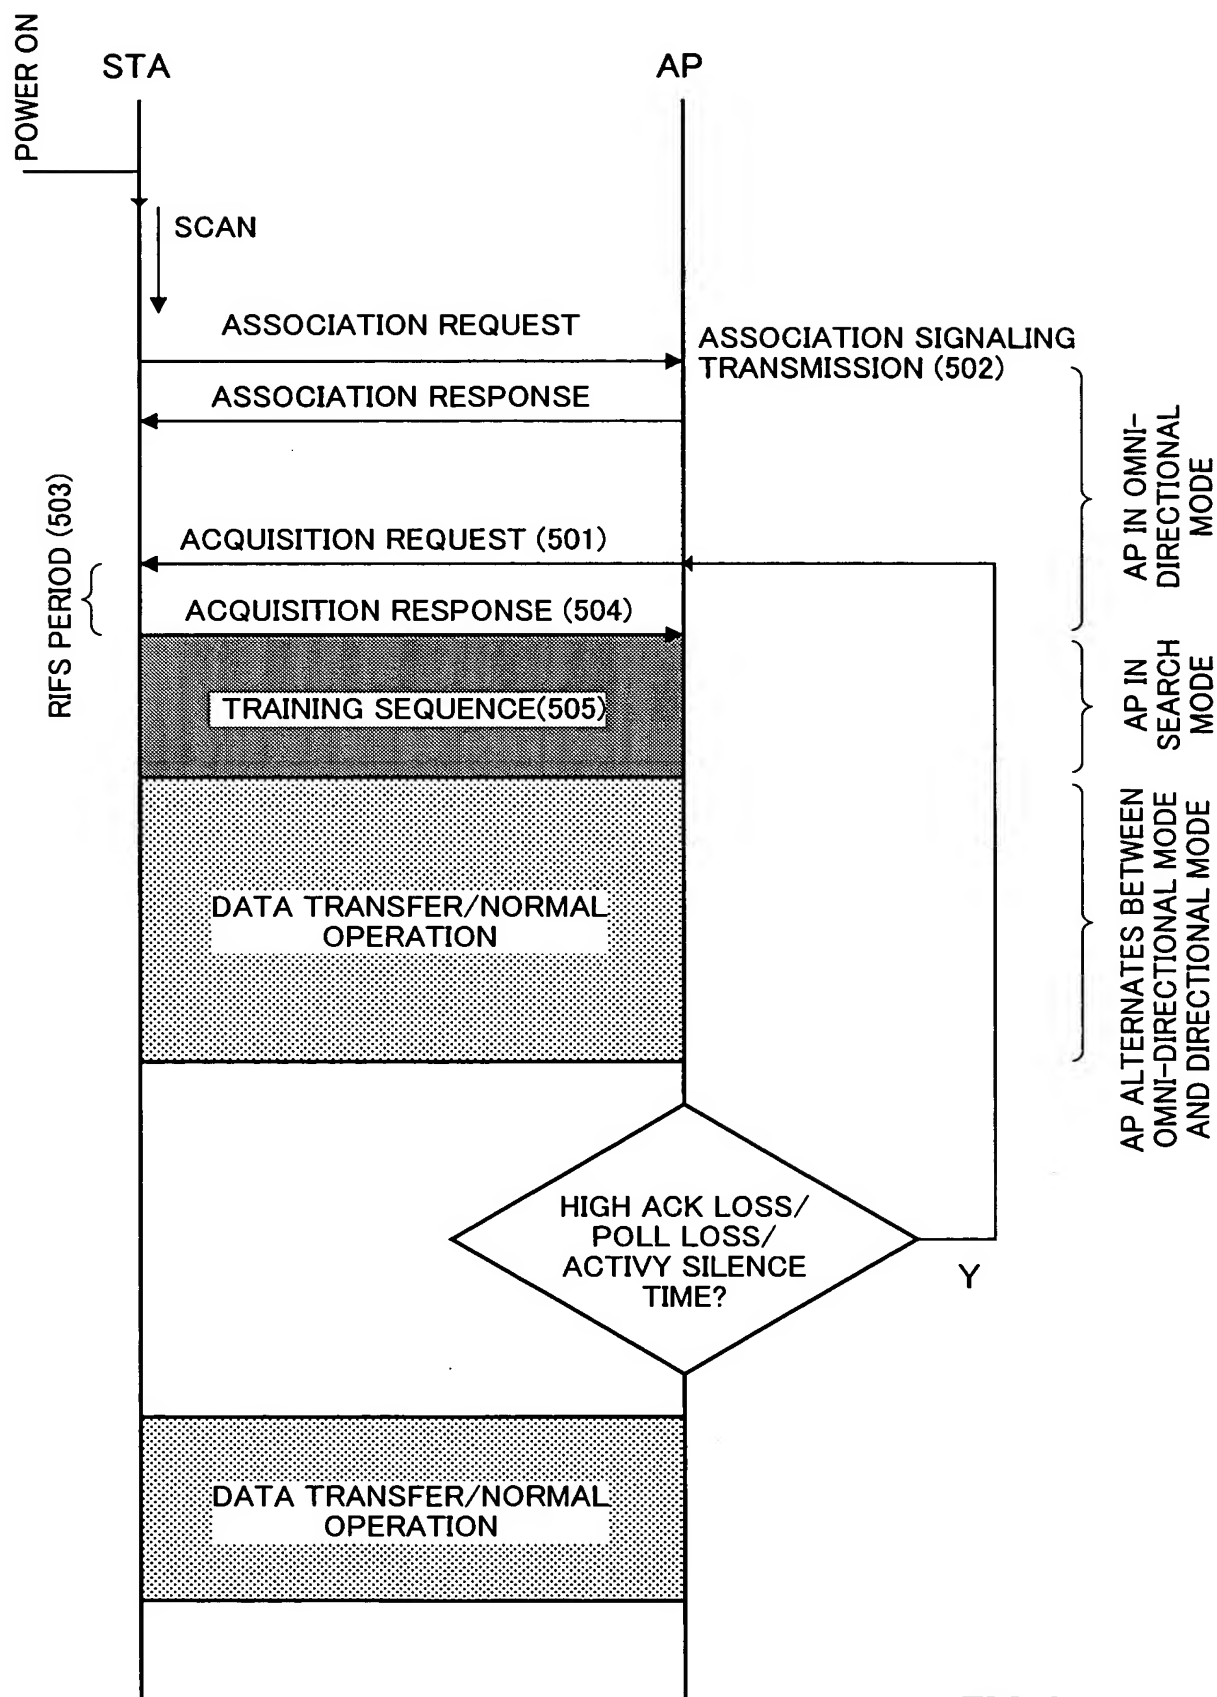 POWER ON
STA
AP
SCAN
ASSOCIATION REQUEST
ASSOCIATION SIGNALING
TRANSMISSION (502)
ASSOCIATION RESPONSE
AP IN OMNI-
DIRECTIONAL
MODE
RIFS PERIOD (503)
ACQUISITION REQUEST (501)
ACQUISITION RESPONSE (504)
TRAINING SEQUENCE(505)
AP IN
SEARCH
MODE
DATA TRANSFER/NORMAL
OPERATION
AP ALTERNATES BETWEEN
OMNI-DIRECTIONAL MODE
AND DIRECTIONAL MODE
HIGH ACK LOSS/
POLL LOSS/
ACTIVY SILENCE
TIME?
Y
DATA TRANSFER/NORMAL
OPERATION